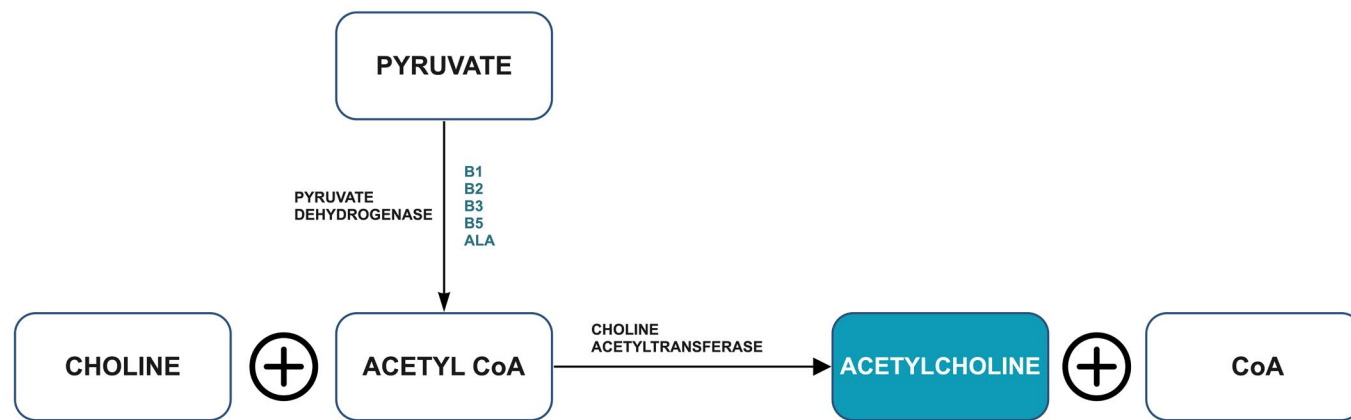 PYRUVATE
PYRUVATE
DEHYDROGENASE
B1
B2
B3
B5
ALA
CHOLINE
ACETYL CoA
CHOLINE
ACETYLTRANSFERASE
ACETYLCHOLINE
CoA